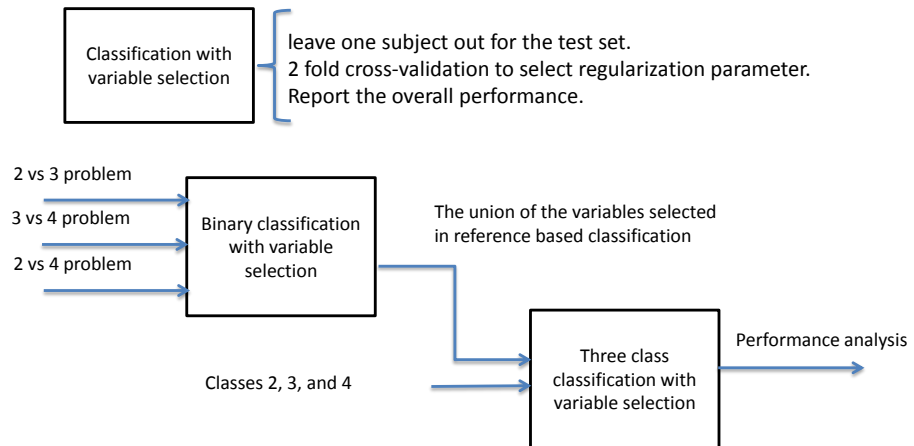 Classification with
variable selection
leave one subject out for the test set.
2 fold cross-validation to select regularization parameter.
Report the overall performance.
2 vs 3 problem
3 vs 4 problem
2 vs 4 problem
Binary classification
with variable
selection
The union of the variables selected
in reference based classification
Classes 2, 3, and 4
Three class
classification with
variable selection
Performance analysis